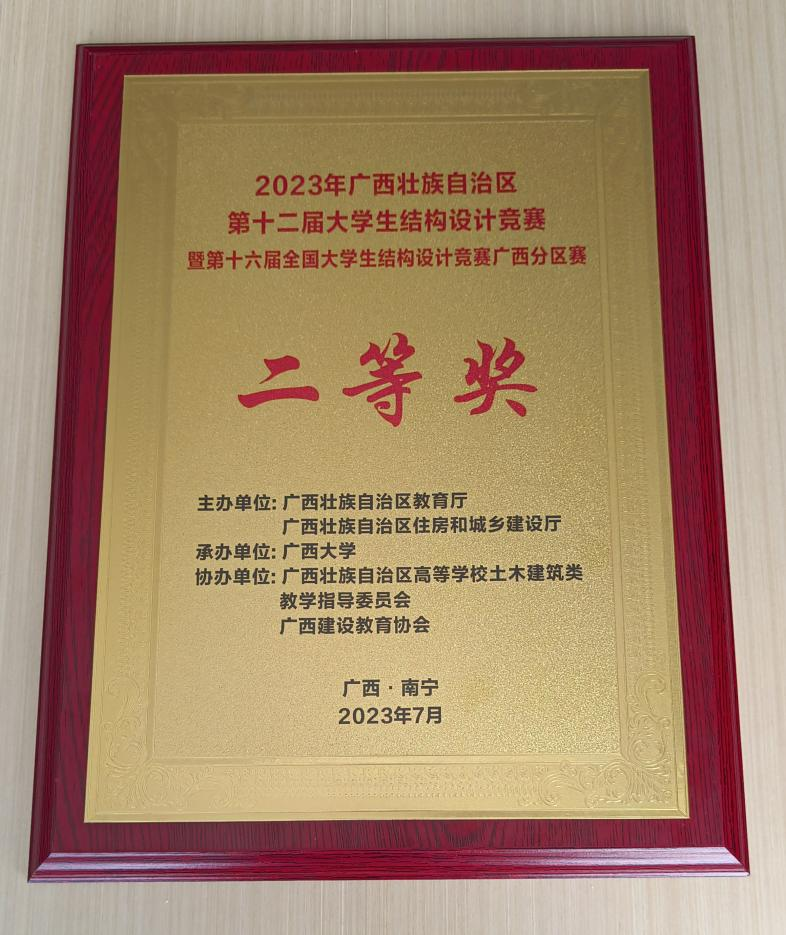 2023年广西壮族自治区
第十二届大学生结构设计竞赛
暨第十六届全国大学生结构设计竞赛广西分区赛
二等奖
主办单位: 广西壮族自治区教育厅
广西壮族自治区住房和城乡建设厅
承办单位: 广西大学
协办单位: 广西壮族自治区高等学校土木建筑类
教学指导委员会
广西建设教育协会
广西·南宁
2023年7月